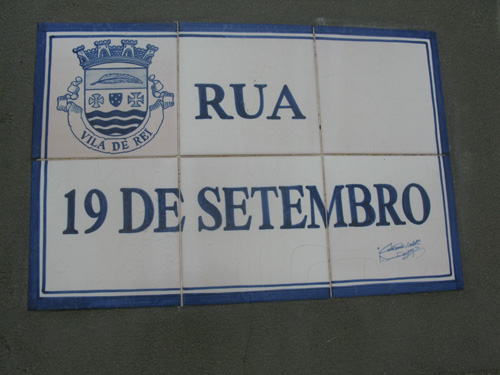 VILA DE REI
RUA
19 DE SETEMBRO